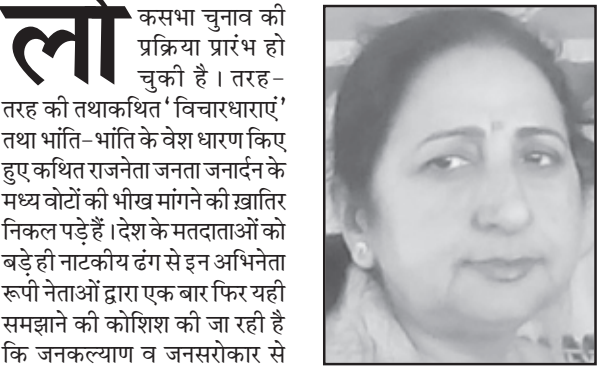 लोकसभा चुनाव की
प्रक्रिया प्रारंभ हो
चुकी है । तरह-
तरह की तथाकथित ‘ विचारधाराएं’
तथा भांति-भांति के वेश धारण किए
हुए कथित राजनेता जनता जनार्दन के
मध्य वोटों की भीख मांगने की ख़ातिर
निकल पड़े हैं । देश के मतदाताओं को
बड़े ही नाटकीय ढंग से इन अभिनेता
रूपी नेताओं द्वारा एक बार फिर यही
समझाने की कोशिश की जा रही है
कि जनकल्याण व जनसरोकार से